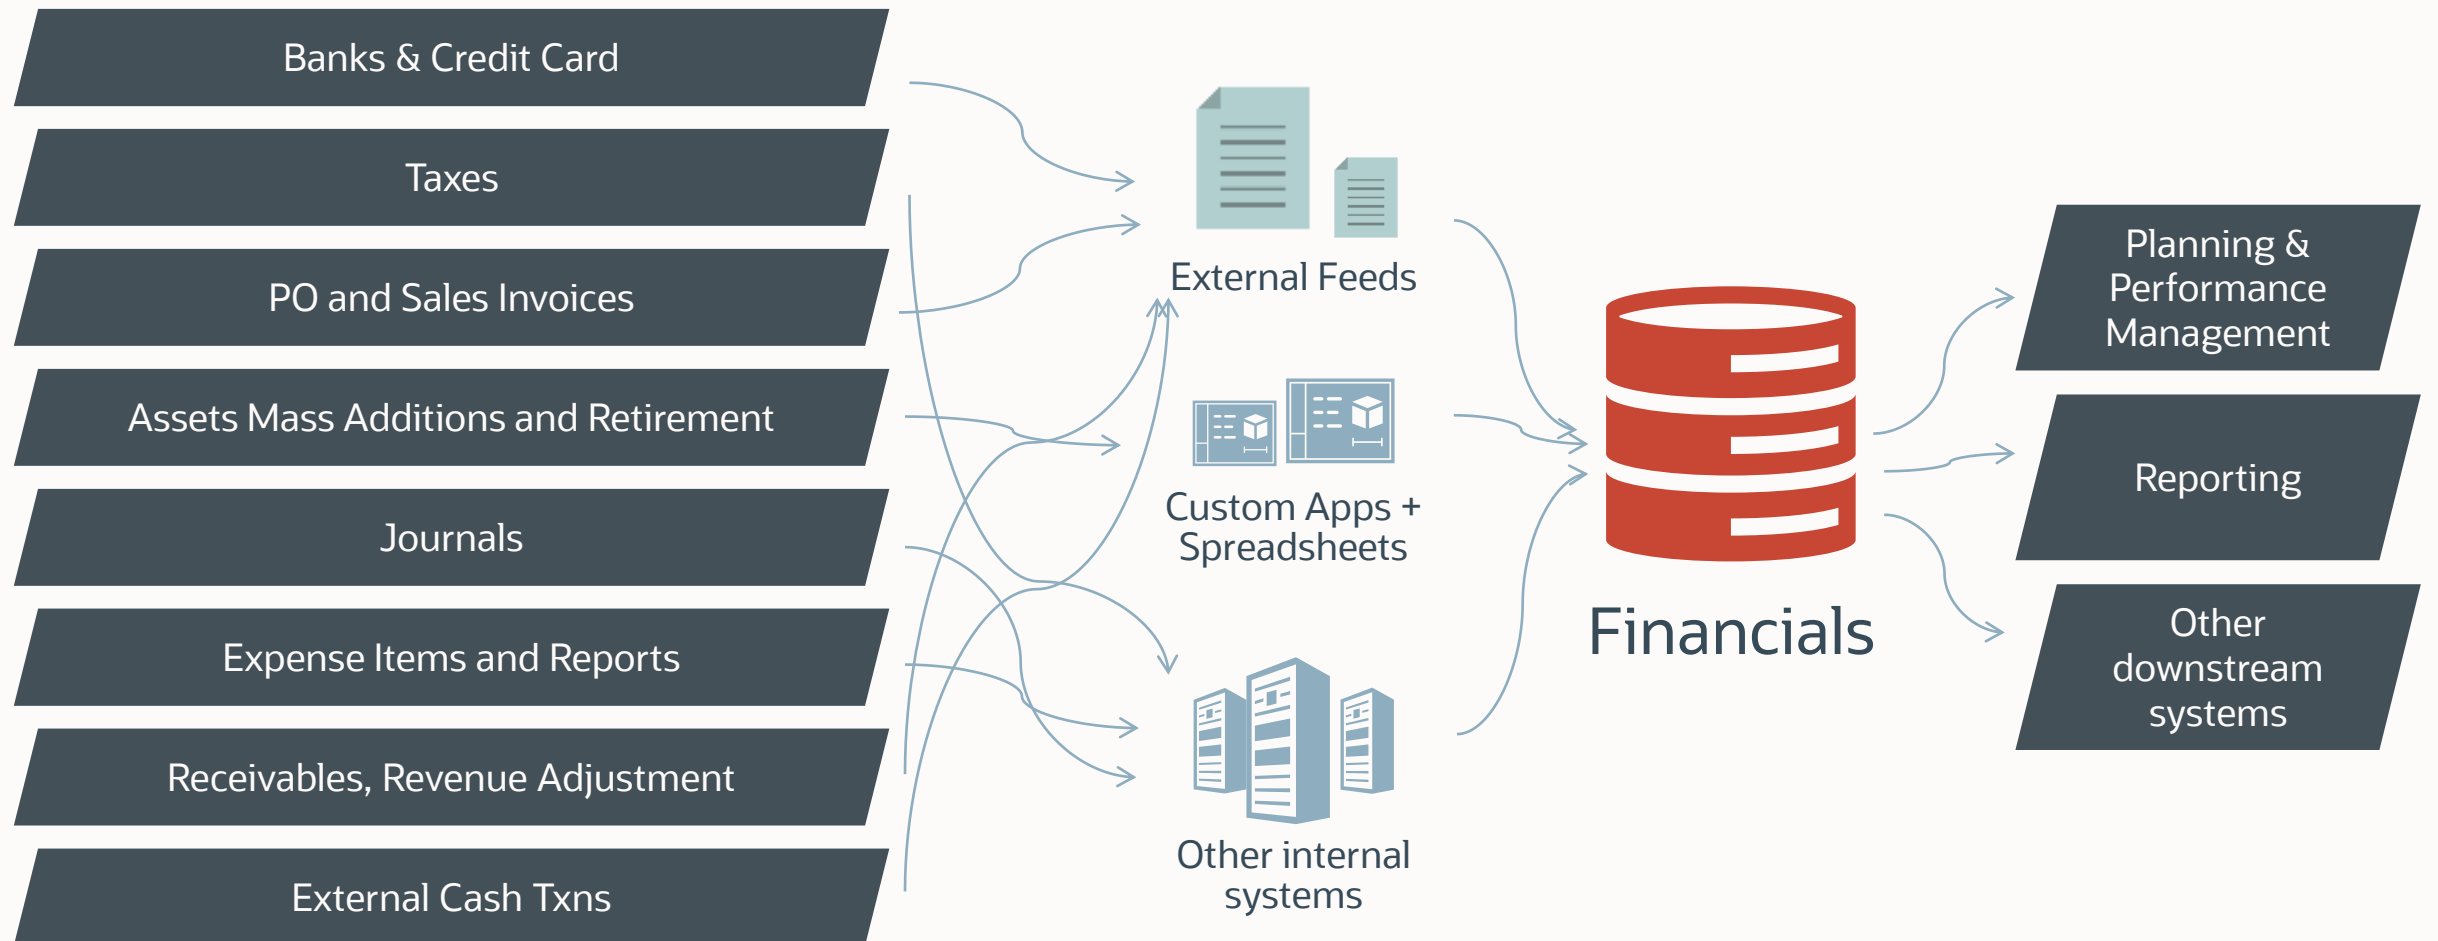 Banks & Credit Card
Taxes
PO and Sales Invoices
Assets Mass Additions and Retirement
Journals
Expense Items and Reports
Receivables, Revenue Adjustment
External Cash Txns
External Feeds
Custom Apps +
Spreadsheets
Other internal
systems
Financials
Planning &
Performance
Management
Reporting
Other
downstream
systems